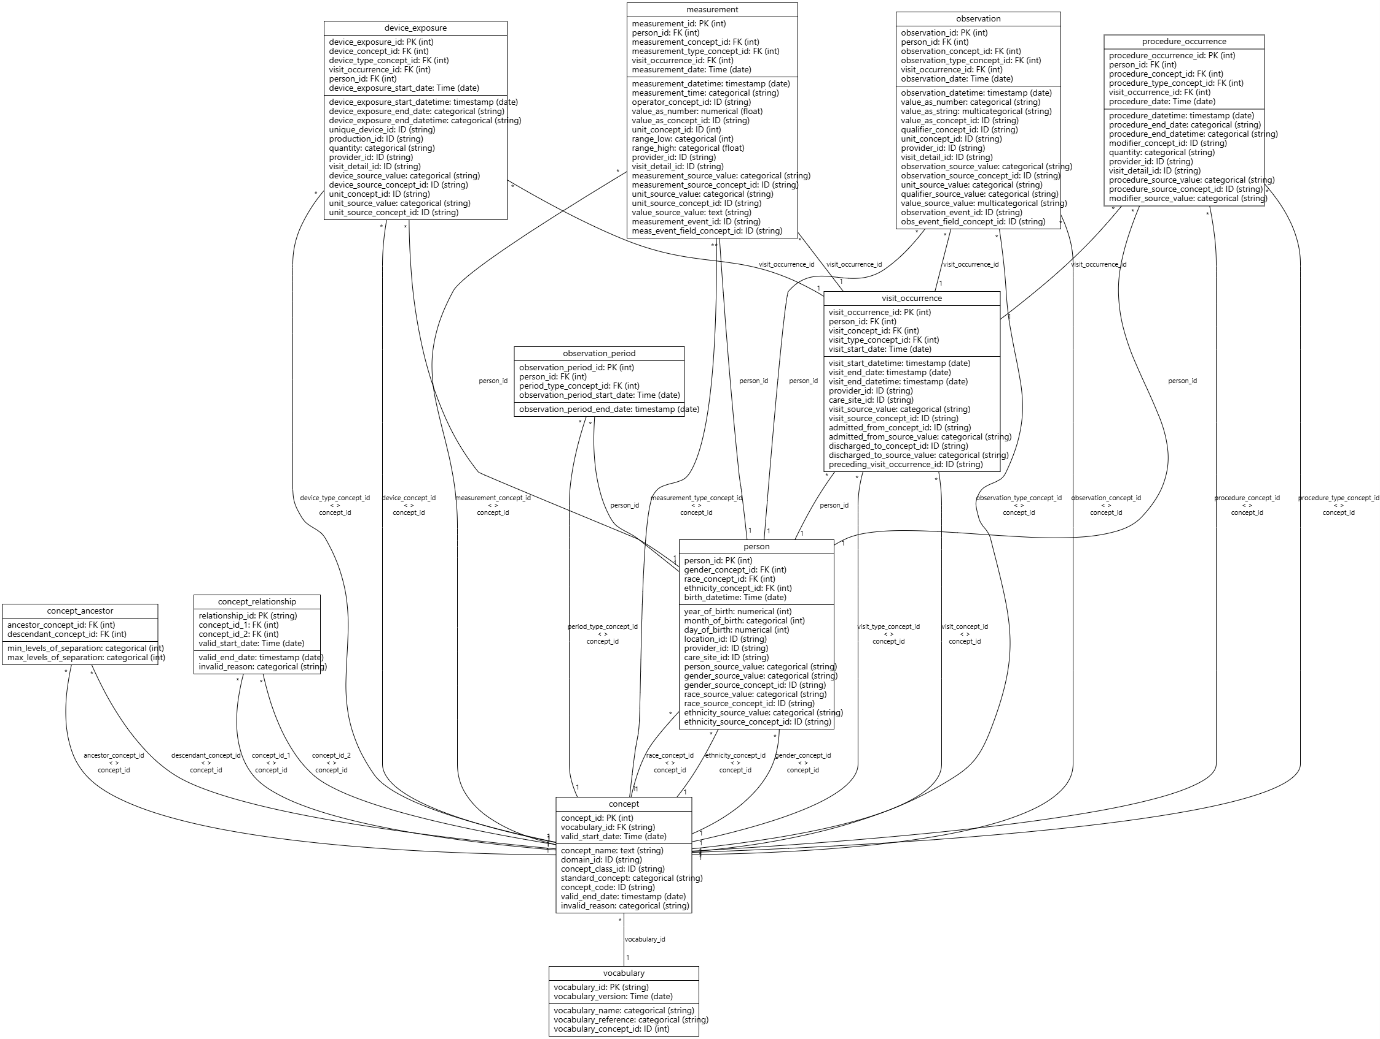 device_exposure
device_exposure_id: PK (int)
device_concept_id: FK (int)
device_type_concept_id: FK (int)
visit_occurrence_id: FK (int)
person_id: FK (int)
device_exposure_start_date: Time (date)
device_exposure_start_datetime: timestamp (date)
device_exposure_end_date: categorical (string)
device_exposure_end_datetime: categorical (string)
unique_device_id: ID (string)
production_id: ID (string)
quantity: categorical (string)
provider_id: ID (string)
visit_detail_id: ID (string)
device_source_value: categorical (string)
device_source_concept_id: ID (string)
unit_concept_id: ID (string)
unit_source_value: categorical (string)
unit_source_concept_id: ID (string)
measurement
measurement_id: PK (int)
person_id: FK (int)
measurement_concept_id: FK (int)
measurement_type_concept_id: FK (int)
visit_occurrence_id: FK (int)
measurement_date: Time (date)
measurement_datetime: timestamp (date)
measurement_time: categorical (string)
operator_concept_id: ID (string)
value_as_number: numerical (float)
value_as_concept_id: ID (string)
unit_concept_id: ID (int)
range_low: categorical (int)
range_high: categorical (float)
provider_id: ID (string)
visit_detail_id: ID (string)
measurement_source_value: categorical (string)
measurement_source_concept_id: ID (string)
unit_source_value: categorical (string)
unit_source_concept_id: ID (string)
value_source_value: text (string)
measurement_event_id: ID (string)
meas_event_field_concept_id: ID (string)
observation
observation_id: PK (int)
person_id: FK (int)
observation_concept_id: FK (int)
observation_type_concept_id: FK (int)
visit_occurrence_id: FK (int)
observation_date: Time (date)
observation_datetime: timestamp (date)
value_as_number: categorical (string)
value_as_string: multicategorical (string)
value_as_concept_id: ID (string)
qualifier_concept_id: ID (string)
unit_concept_id: ID (string)
provider_id: ID (string)
visit_detail_id: ID (string)
observation_source_value: categorical (string)
observation_source_concept_id: ID (string)
unit_source_value: categorical (string)
qualifier_source_value: categorical (string)
value_source_value: multicategorical (string)
observation_event_id: ID (string)
obs_event_field_concept_id: ID (string)
procedure_occurrence
procedure_occurrence_id: PK (int)
person_id: FK (int)
procedure_concept_id: FK (int)
procedure_type_concept_id: FK (int)
visit_occurrence_id: FK (int)
procedure_date: Time (date)
procedure_datetime: timestamp (date)
procedure_end_date: categorical (string)
procedure_end_datetime: categorical (string)
modifier_concept_id: ID (string)
quantity: categorical (string)
provider_id: ID (string)
visit_detail_id: ID (string)
procedure_source_value: categorical (string)
procedure_source_concept_id: ID (string)
modifier_source_value: categorical (string)
visit_occurrence_id
visit_occurrence_id
visit_occurrence_id
visit_occurrence_id
visit_occurrence
visit_occurrence_id: PK (int)
person_id: FK (int)
visit_concept_id: FK (int)
visit_type_concept_id: FK (int)
visit_start_date: Time (date)
visit_start_datetime: timestamp (date)
visit_end_date: timestamp (date)
visit_end_datetime: timestamp (date)
provider_id: ID (string)
care_site_id: ID (string)
visit_source_value: categorical (string)
visit_source_concept_id: ID (string)
admitted_from_concept_id: ID (string)
admitted_from_source_value: categorical (string)
discharged_to_concept_id: ID (string)
discharged_to_source_value: categorical (string)
preceding_visit_occurrence_id: ID (string)
observation_period
observation_period_id: PK (int)
person_id: FK (int)
period_type_concept_id: FK (int)
observation_period_start_date: Time (date)
observation_period_end_date: timestamp (date)
person_id
person_id
person_id
person_id
device_type_concept_id
< >
concept_id
device_concept_id
< >
concept_id
measurement_concept_id
< >
concept_id
person_id
measurement_type_concept_id
< >
concept_id
person_id
observation_type_concept_id
< >
concept_id
observation_concept_id
< >
concept_id
procedure_concept_id
< >
concept_id
procedure_type_concept_id
< >
concept_id
person
person_id: PK (int)
gender_concept_id: FK (int)
race_concept_id: FK (int)
ethnicity_concept_id: FK (int)
birth_datetime: Time (date)
year_of_birth: numerical (int)
month_of_birth: categorical (int)
day_of_birth: numerical (int)
location_id: ID (string)
provider_id: ID (string)
care_site_id: ID (string)
person_source_value: categorical (string)
gender_source_value: categorical (string)
gender_source_concept_id: ID (string)
race_source_value: categorical (string)
race_source_concept_id: ID (string)
ethnicity_source_value: categorical (string)
ethnicity_source_concept_id: ID (string)
concept_ancestor
ancestor_concept_id: FK (int)
descendant_concept_id: FK (int)
min_levels_of_separation: categorical (int)
max_levels_of_separation: categorical (int)
concept_relationship
relationship_id: PK (string)
concept_id_1: FK (int)
concept_id_2: FK (int)
valid_start_date: Time (date)
valid_end_date: timestamp (date)
invalid_reason: categorical (string)
period_type_concept_id
< >
concept_id
visit_type_concept_id
< >
concept_id
visit_concept_id
< >
concept_id
ancestor_concept_id
< >
concept_id
descendant_concept_id
< >
concept_id
concept_id_1
< >
concept_id
concept_id_2
< >
concept_id
race_concept_id
< >
concept_id
ethnicity_concept_id
< >
concept_id
gender_concept_id
< >
concept_id
concept
concept_id: PK (int)
vocabulary_id: FK (string)
valid_start_date: Time (date)
concept_name: text (string)
domain_id: ID (string)
concept_class_id: ID (string)
standard_concept: categorical (string)
concept_code: ID (string)
valid_end_date: timestamp (date)
invalid_reason: categorical (string)
*
vocabulary_id
1
vocabulary
vocabulary_id: PK (string)
vocabulary_version: Time (date)
vocabulary_name: categorical (string)
vocabulary_reference: categorical (string)
vocabulary_concept_id: ID (int)